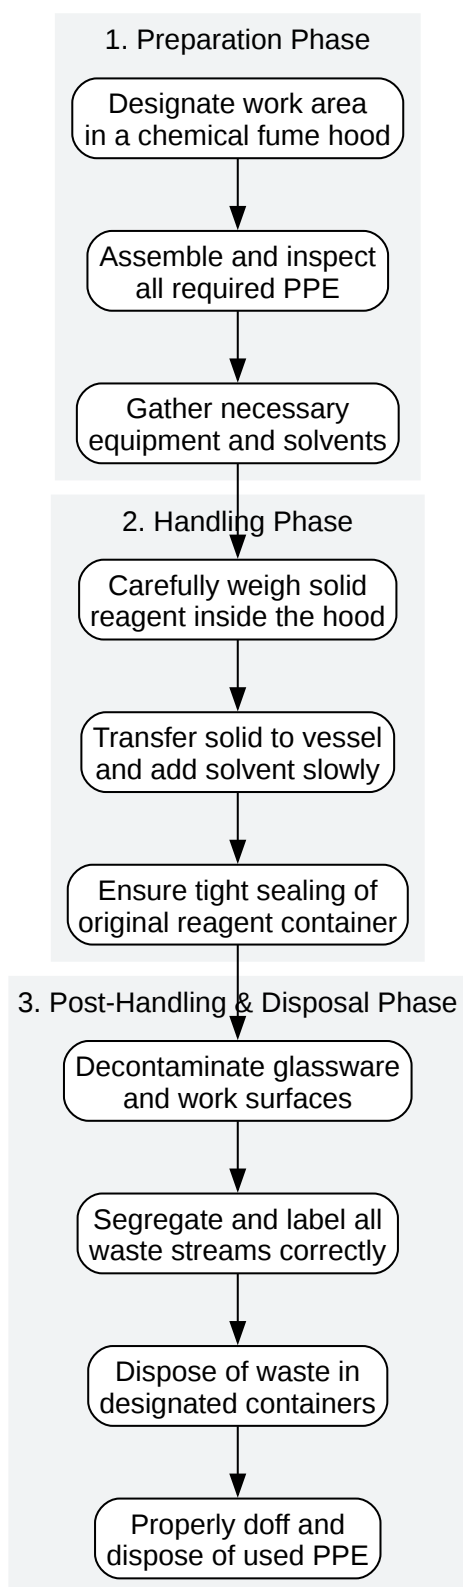 1. Preparation Phase
Designate work area
in a chemical fume hood
Assemble and inspect
all required PPE
Gather necessary
equipment and solvents
2. Handling Phase
Carefully weigh solid
reagent inside the hood
Transfer solid to vessel
and add solvent slowly
Ensure tight sealing of
original reagent container
3. Post-Handling & Disposal Phase
Decontaminate glassware
and work surfaces
Segregate and label all
waste streams correctly
Dispose of waste in
designated containers
Properly doff and
dispose of used PPE